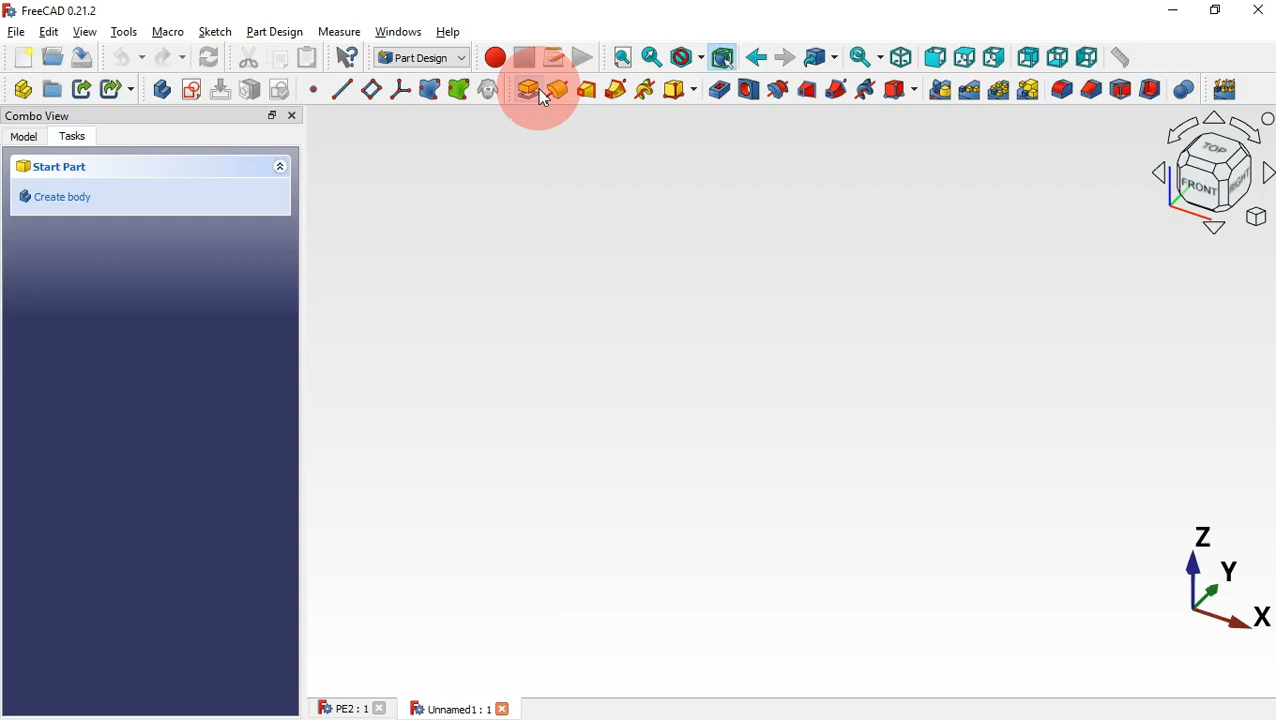 FreeCAD 0.21.2
File Edit View Tools Macro Sketch Part Design Measure Windows Help
Part Design
Combo View
Model Tasks
Start Part
Create body
TOP
FRONT
RIGHT
Z
Y
X
PE2 : 1
Unnamed1 : 1